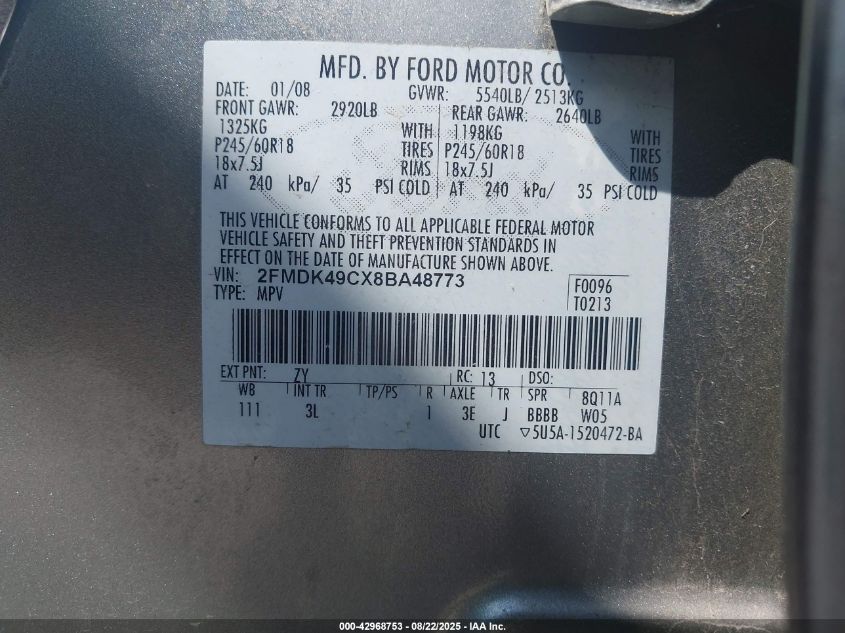 MFD. BY FORD MOTOR CO.
DATE: 01/08 GVWR: 5540LB/ 2513KG
FRONT GAWR: 2920LB REAR GAWR: 2640LB
1325KG WITH 1198KG WITH
P245/60R18 TIRES P245/60R18 TIRES
18x7.5J RIMS 18x7.5J RIMS
AT 240 kPa/ 35 PSI COLD AT 240 kPa/ 35 PSI COLD
THIS VEHICLE CONFORMS TO ALL APPLICABLE FEDERAL MOTOR
VEHICLE SAFETY AND THEFT PREVENTION STANDARDS IN
EFFECT ON THE DATE OF MANUFACTURE SHOWN ABOVE.
VIN: 2FMDK49CX8BA48773 F0096
TYPE: MPV T0213
EXT PNT: ZY RC: 13 DSO:
WB INT TR TP/PS R AXLE TR SPR 8Q11A
111 3L 1 3E J BBBB W05
UTC ▽5U5A-1520472-BA
000-42968753 - 08/22/2025 - IAA Inc.